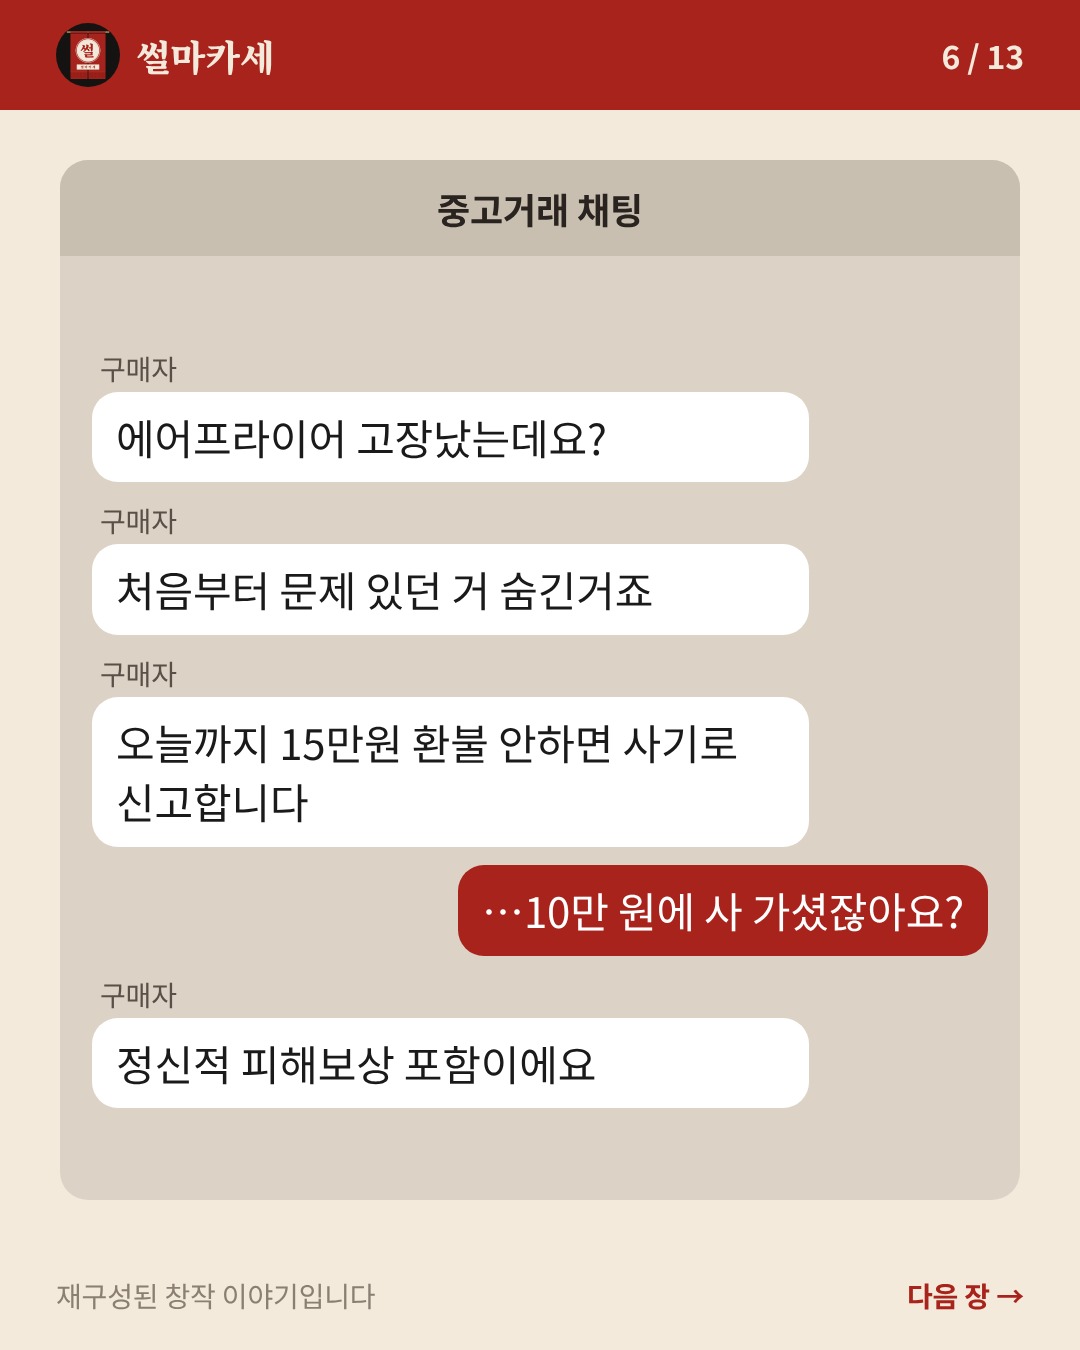 썰
썰마카세
6 / 13
중고거래 채팅
구매자
에어프라이어 고장났는데요?
구매자
처음부터 문제 있던 거 숨긴거죠
구매자
오늘까지 15만원 환불 안하면 사기로
신고합니다
…10만 원에 사 가셨잖아요?
구매자
정신적 피해보상 포함이에요
재구성된 창작 이야기입니다
다음 장 →